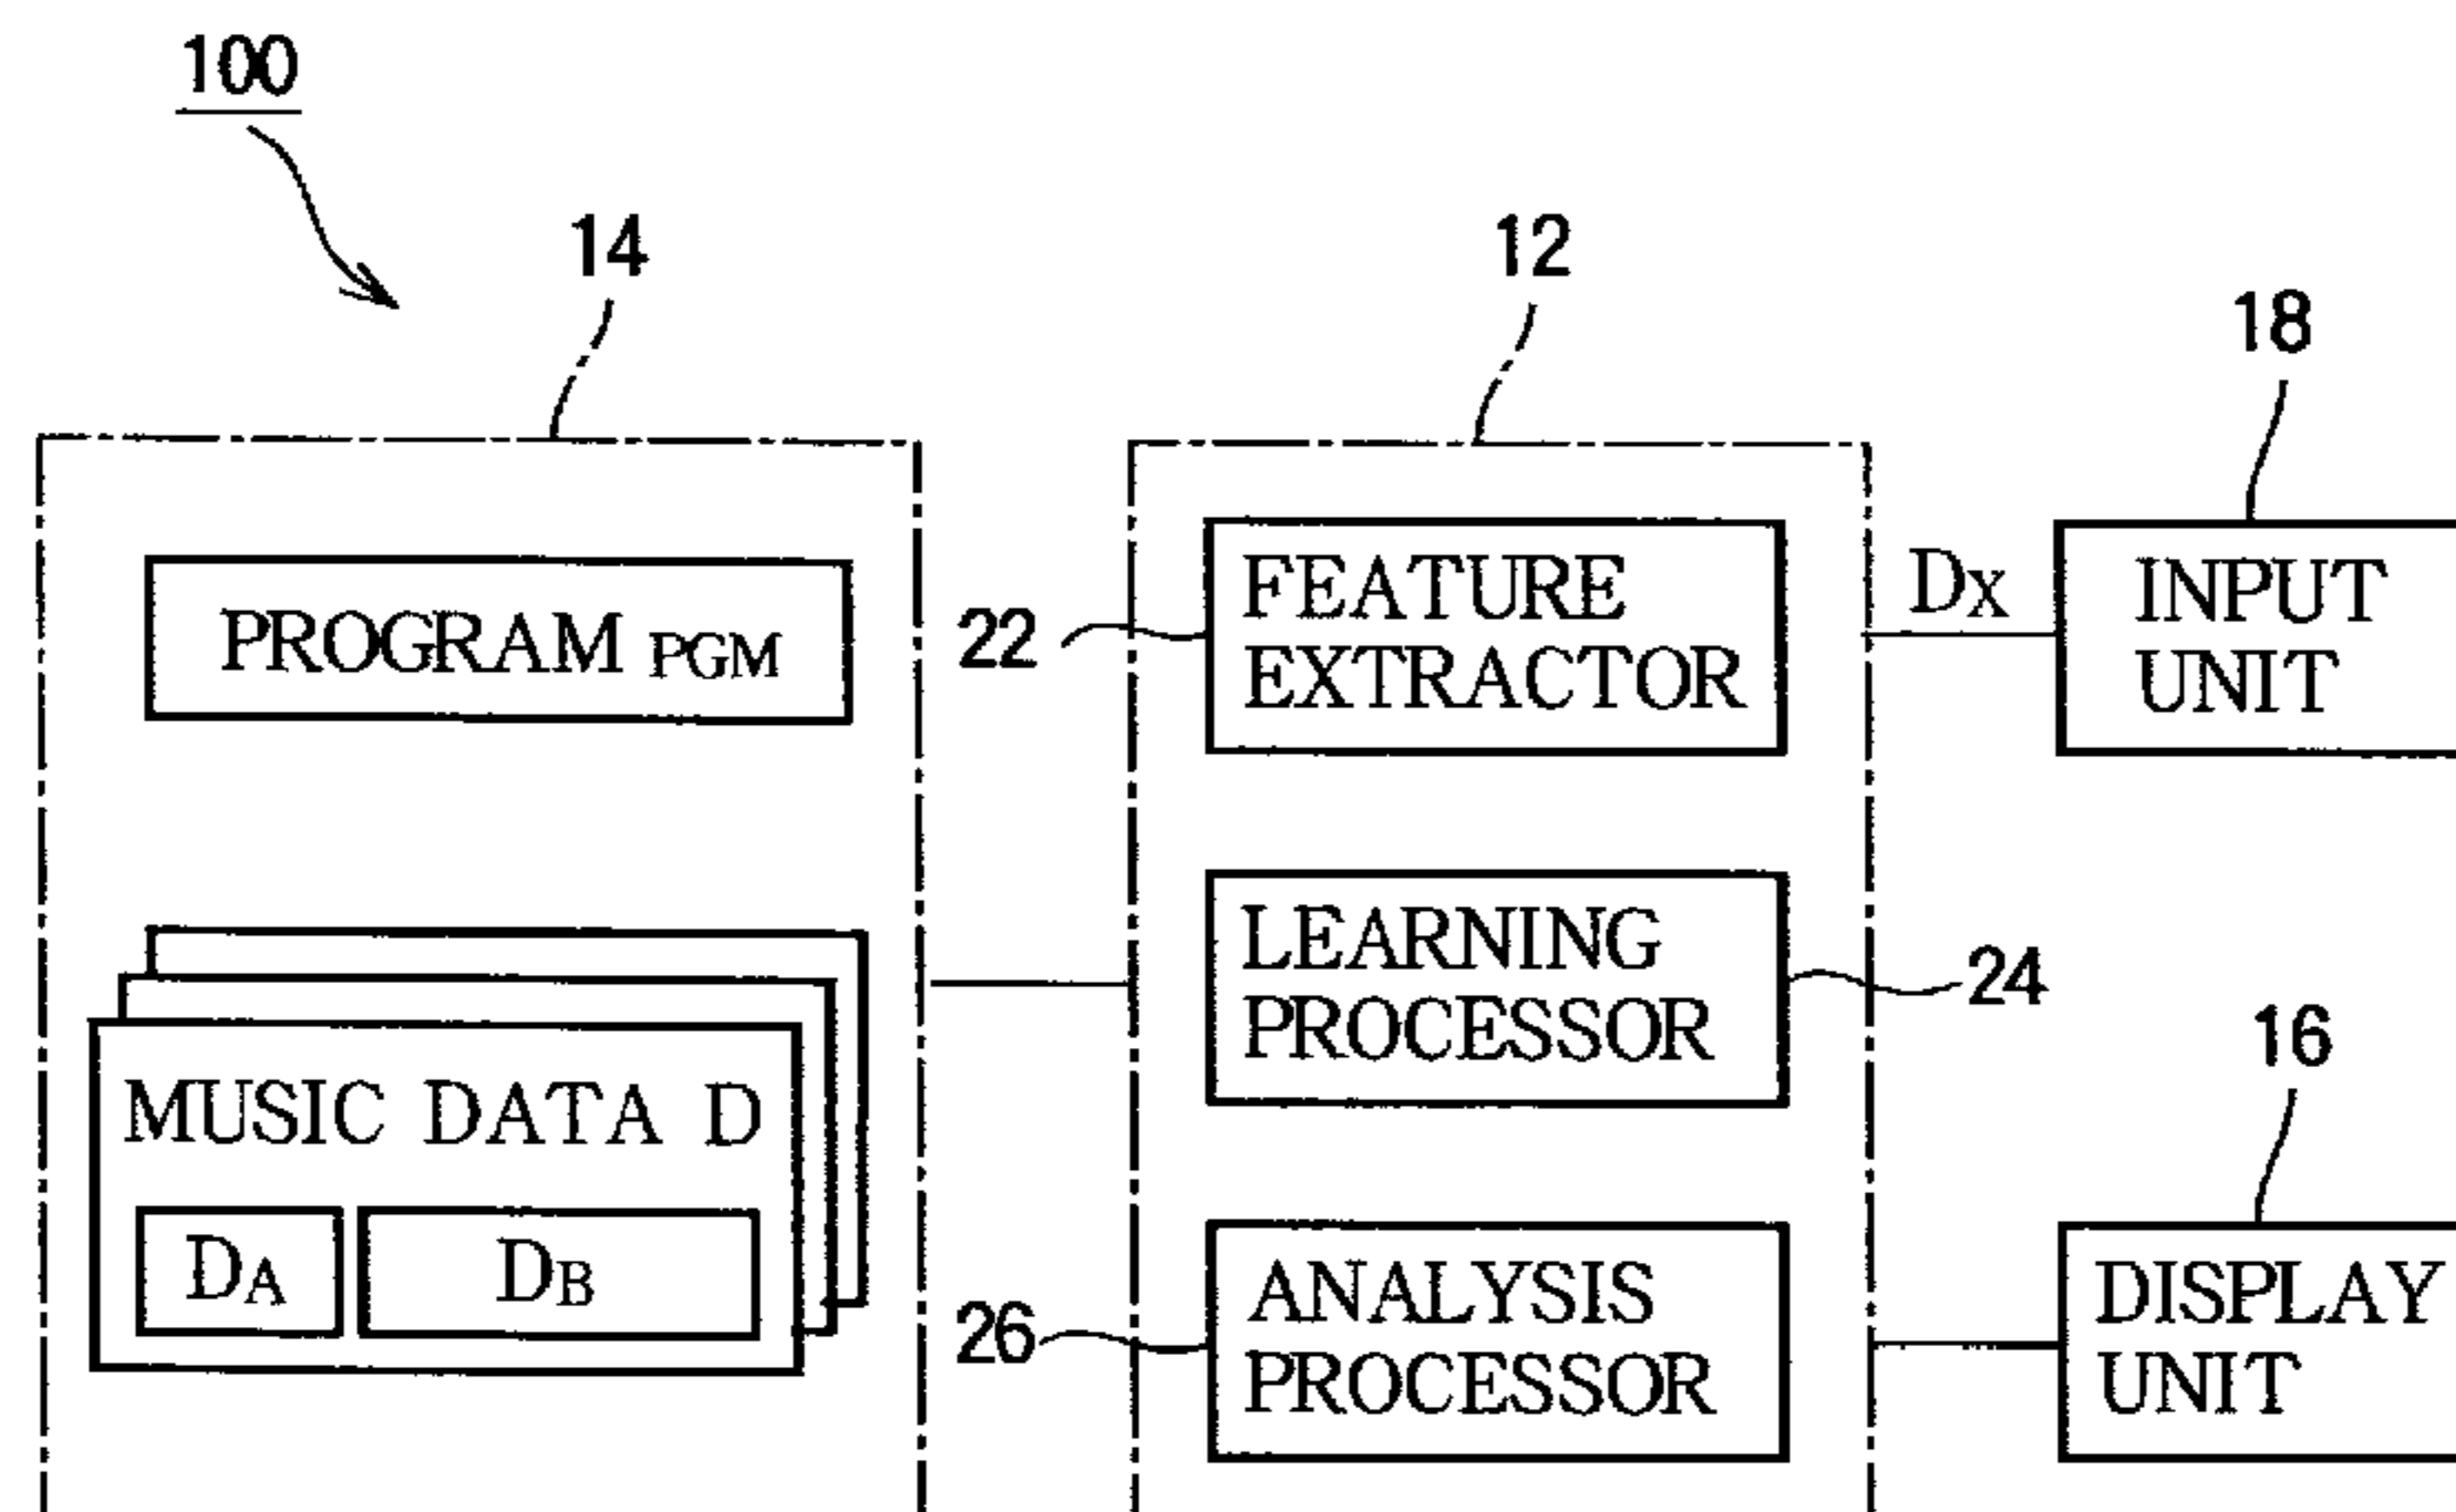 100
14
12
18
PROGRAM PGM
22
FEATURE
EXTRACTOR
DX
INPUT
UNIT
LEARNING
PROCESSOR
24
16
MUSIC DATA D
DA
DB
26
ANALYSIS
PROCESSOR
DISPLAY
UNIT